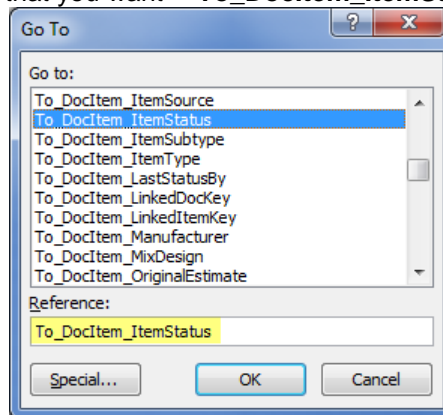 Go To
Go to:
To_DocItem_ItemSource
To_DocItem_ItemStatus
To_DocItem_ItemSubtype
To_DocItem_ItemType
To_DocItem_LastStatusBy
To_DocItem_LinkedDocKey
To_DocItem_LinkedItemKey
To_DocItem_Manufacturer
To_DocItem_MixDesign
To_DocItem_OriginalEstimate
Reference:
To_DocItem_ItemStatus
Special...
OK
Cancel